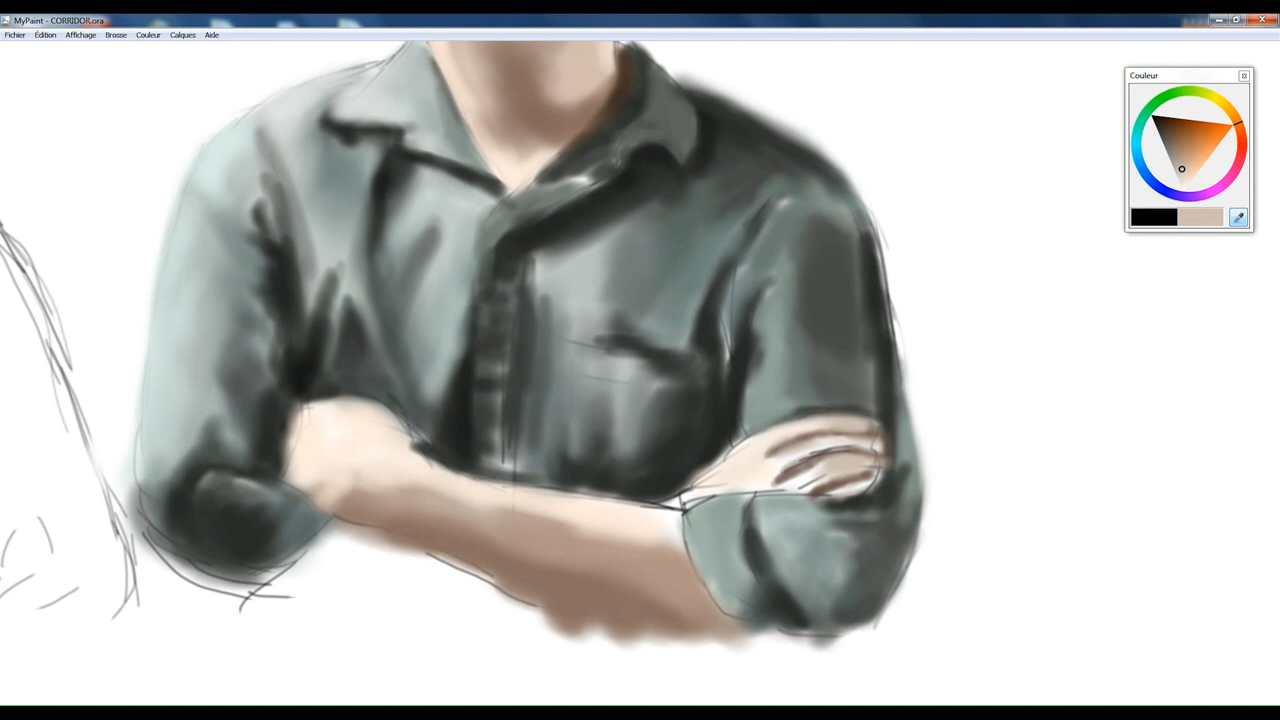 MyPaint - CORRIDOR.ora
Fichier Édition Affichage Brosse Couleur Calques Aide
Couleur